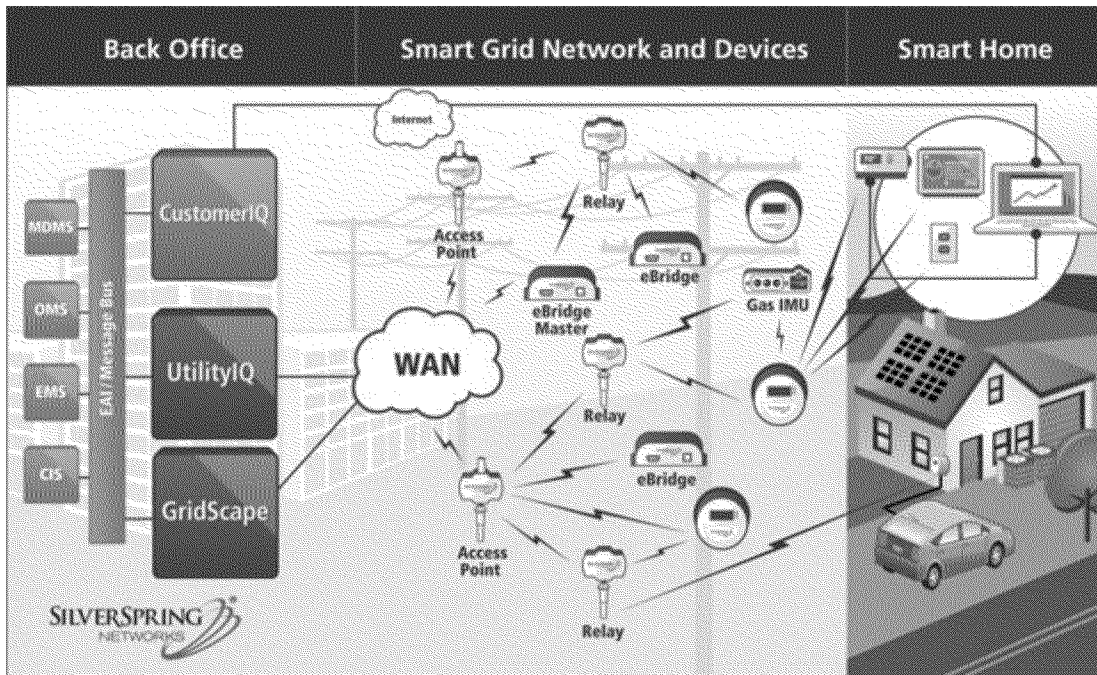 Back Office
Smart Grid Network and Devices
Smart Home
Internet
CustomerIQ
MDMS
OMS
EMS
CIS
EAI / Message Bus
UtilityIQ
GridScape
WAN
Access
Point
Relay
eBridge
eBridge
Master
Gas IMU
Relay
eBridge
Access
Point
Relay
SILVERSPRING®
NETWORKS